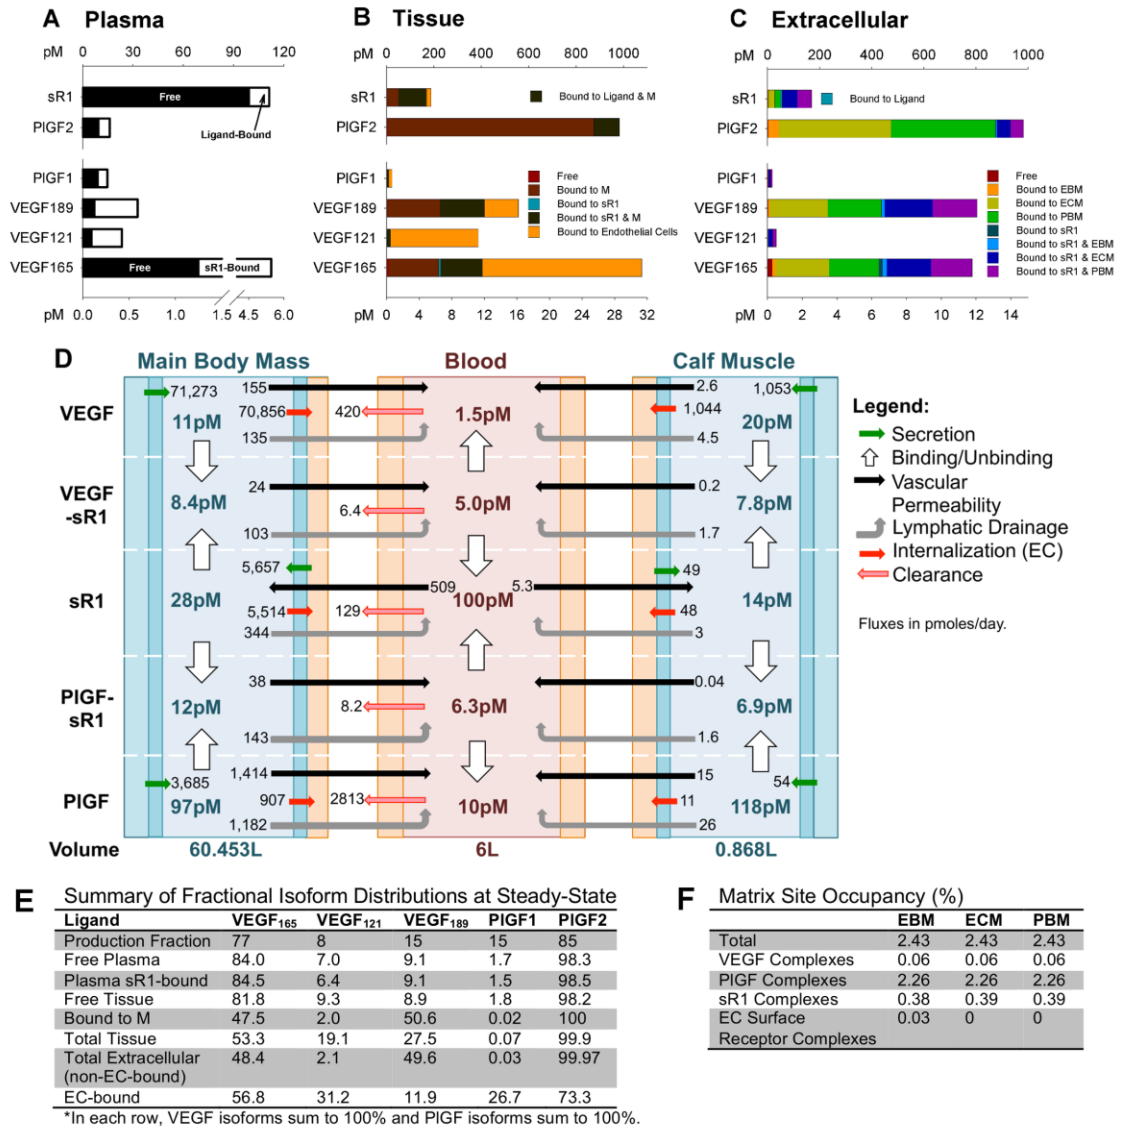 A Plasma
pM 0 30 60 90 120
sR1 Free
Ligand-Bound
PlGF2
PlGF1
VEGF189
VEGF121
VEGF165 Free sR1-Bound
pM 0.0 0.5 1.0 1.5 4.5 6.0
B Tissue
pM 0 200 400 600 800 1000
sR1 Bound to Ligand & M
PlGF2
PlGF1
VEGF189
VEGF121
VEGF165
Free
Bound to M
Bound to sR1
Bound to sR1 & M
Bound to Endothelial Cells
pM 0 4 8 12 16 20 24 28 32
C Extracellular
pM 0 200 400 600 800 1000
sR1 Bound to Ligand
PlGF2
PlGF1
VEGF189
VEGF121
VEGF165
Free
Bound to EBM
Bound to ECM
Bound to PBM
Bound to sR1
Bound to sR1 & EBM
Bound to sR1 & ECM
Bound to sR1 & PBM
pM 0 2 4 6 8 10 12 14
D Main Body Mass Blood Calf Muscle
VEGF
71,273 155 2.6 1,053
11pM 70,856 420 1.5pM 1,044 20pM
135 4.5
VEGF
-sR1
24 0.2
8.4pM 6.4 5.0pM 7.8pM
103 1.7
sR1
5,657 49
509 5.3
28pM 5,514 129 100pM 48 14pM
344 3
PlGF-
sR1
38 0.04
12pM 8.2 6.3pM 6.9pM
143 1.6
PlGF
3,685 1,414 15 54
97pM 907 2813 10pM 11 118pM
1,182 26
Volume 60.453L 6L 0.868L
Legend:
Secretion
Binding/Unbinding
Vascular
Permeability
Lymphatic Drainage
Internalization (EC)
Clearance
Fluxes in pmoles/day.
E Summary of Fractional Isoform Distributions at Steady-State
Ligand VEGF165 VEGF121 VEGF189 PlGF1 PlGF2
Production Fraction 77 8 15 15 85
Free Plasma 84.0 7.0 9.1 1.7 98.3
Plasma sR1-bound 84.5 6.4 9.1 1.5 98.5
Free Tissue 81.8 9.3 8.9 1.8 98.2
Bound to M 47.5 2.0 50.6 0.02 100
Total Tissue 53.3 19.1 27.5 0.07 99.9
Total Extracellular 48.4 2.1 49.6 0.03 99.97
(non-EC-bound)
EC-bound 56.8 31.2 11.9 26.7 73.3
*In each row, VEGF isoforms sum to 100% and PlGF isoforms sum to 100%.
F Matrix Site Occupancy (%)
EBM ECM PBM
Total 2.43 2.43 2.43
VEGF Complexes 0.06 0.06 0.06
PlGF Complexes 2.26 2.26 2.26
sR1 Complexes 0.38 0.39 0.39
EC Surface 0.03 0 0
Receptor Complexes